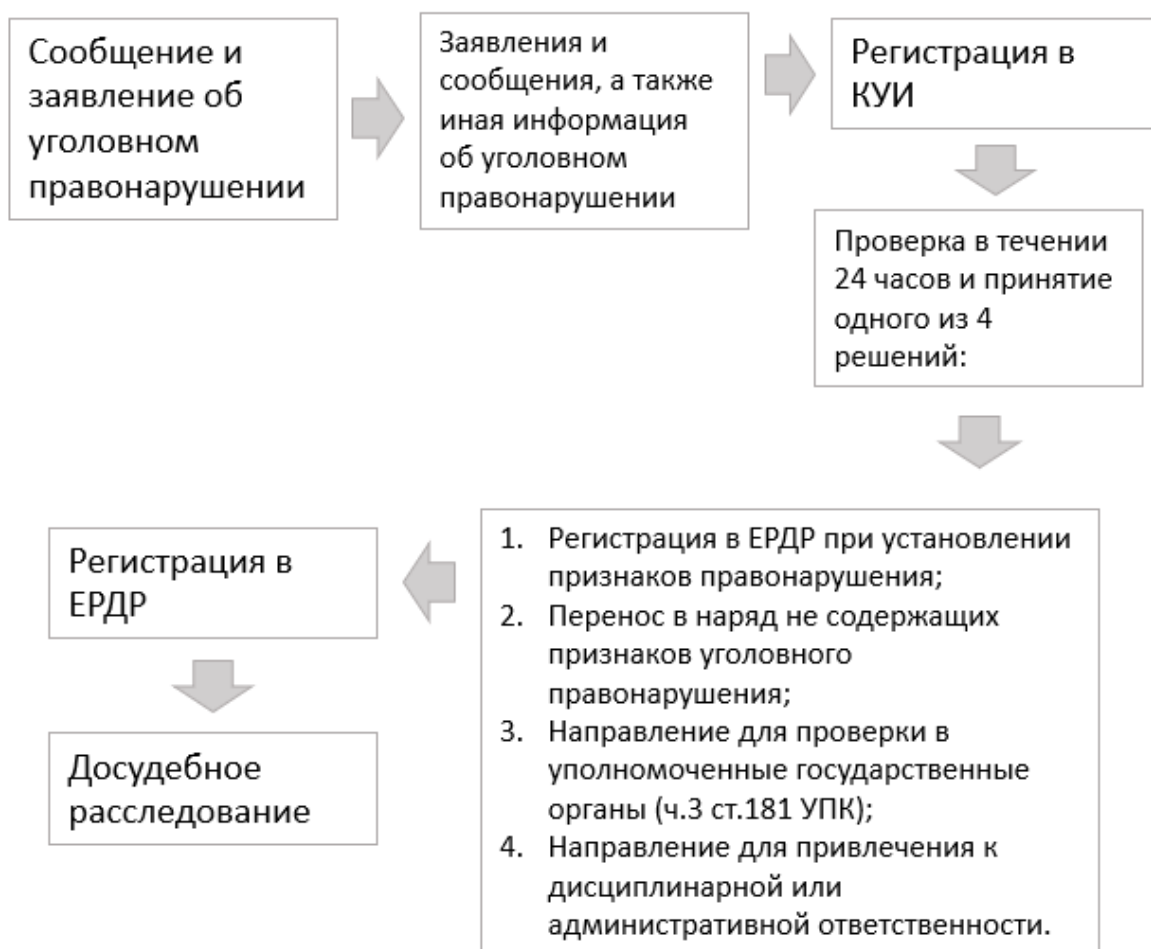 Сообщение и
заявление об
уголовном
правонарушении
Заявления и
сообщения, а также
иная информация
об уголовном
правонарушении
Регистрация в
КУИ
Проверка в течении
24 часов и принятие
одного из 4
решений:
1. Регистрация в ЕРДР при установлении
признаков правонарушения;
2. Перенос в наряд не содержащих
признаков уголовного
правонарушения;
3. Направление для проверки в
уполномоченные государственные
органы (ч.3 ст.181 УПК);
4. Направление для привлечения к
дисциплинарной или
административной ответственности.
Регистрация в
ЕРДР
Досудебное
расследование